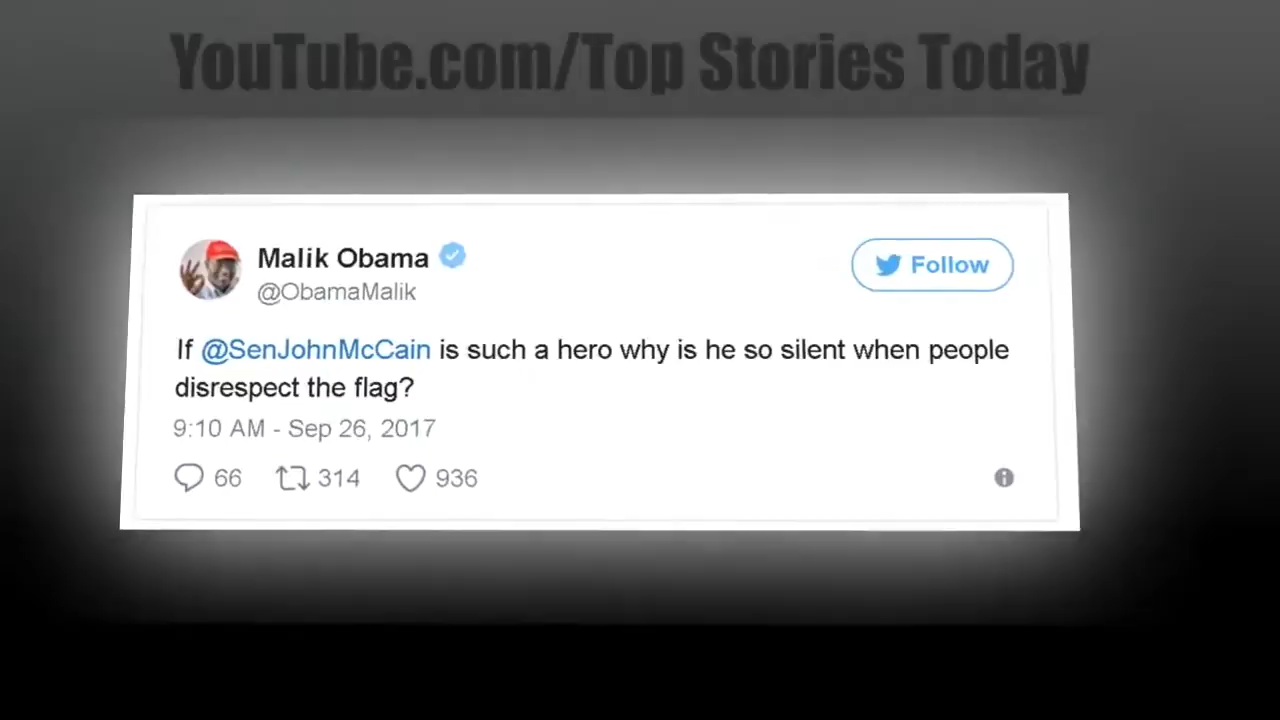 YouTube.com/Top Stories Today
Malik Obama
@ObamaMalik
Follow
If @SenJohnMcCain is such a hero why is he so silent when people
disrespect the flag?
9:10 AM - Sep 26, 2017
66 314 936